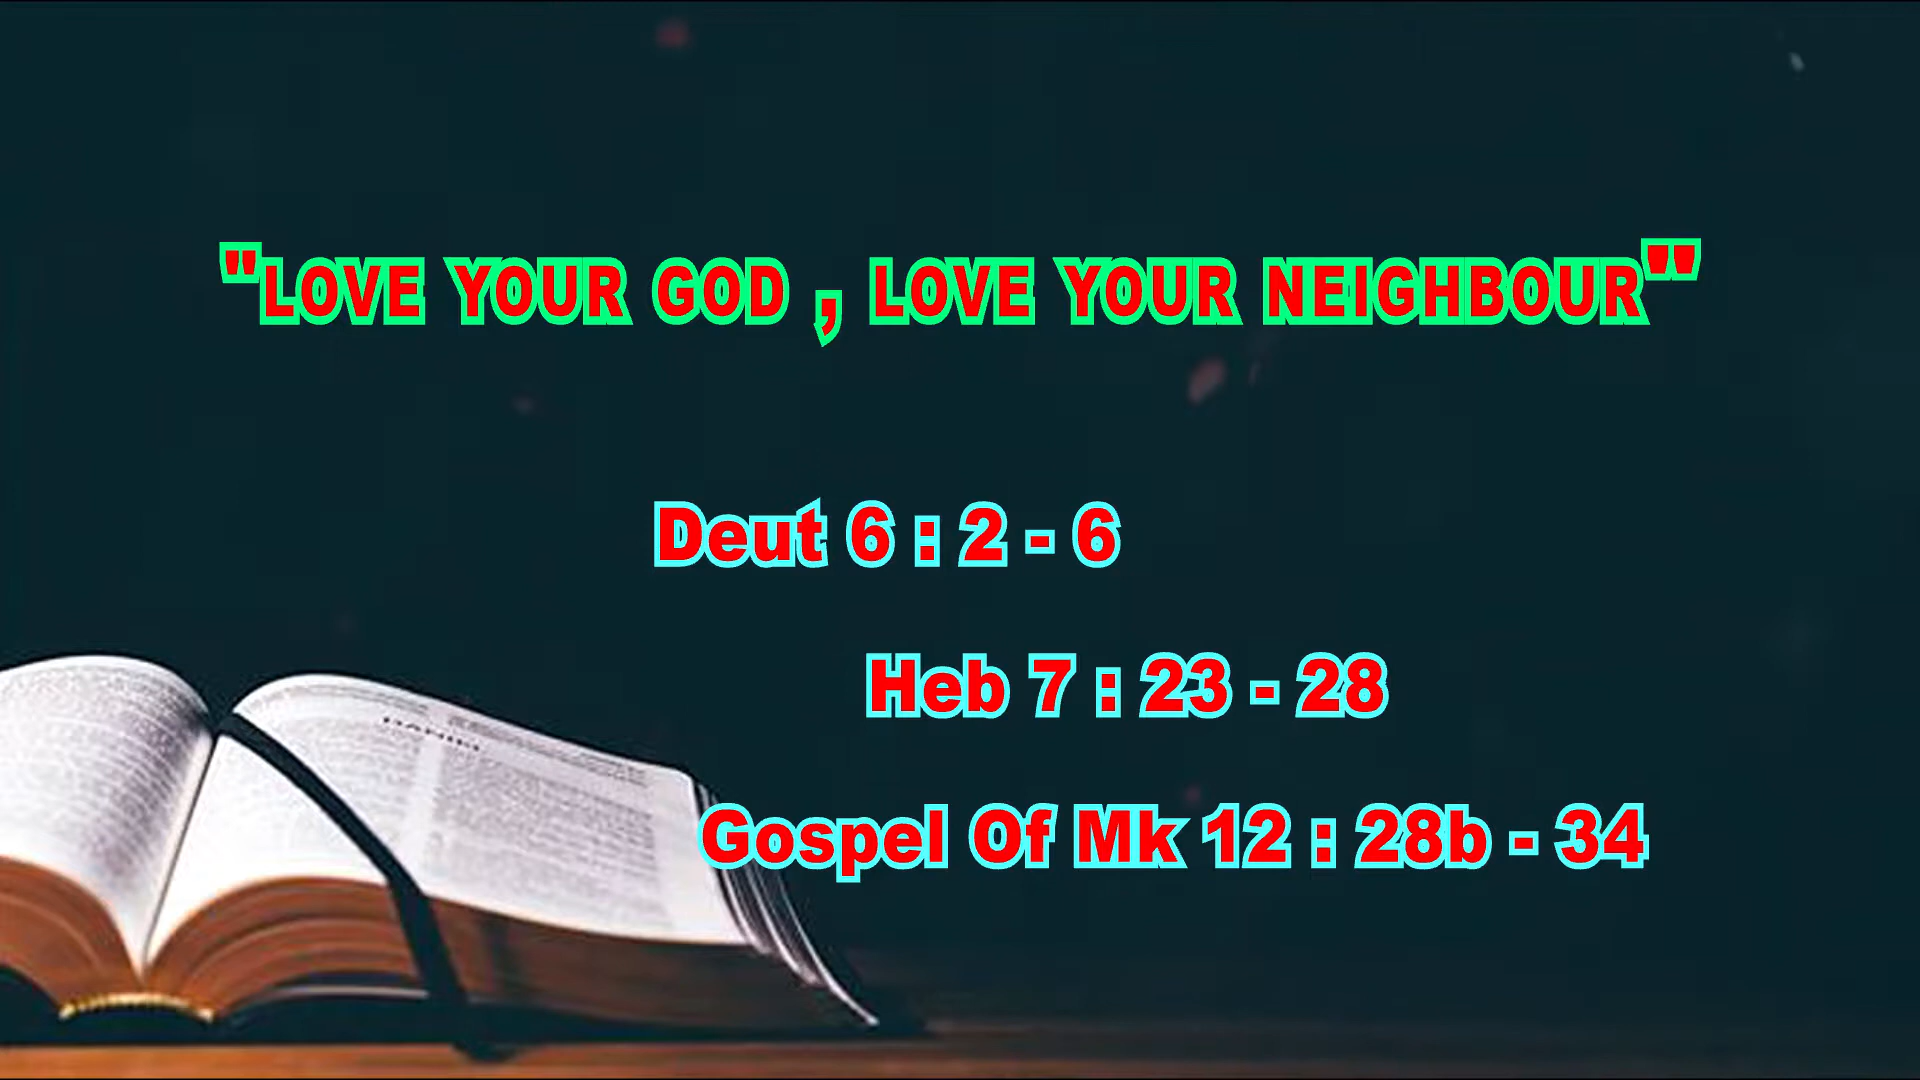 "LOVE YOUR GOD , LOVE YOUR NEIGHBOUR"
Deut 6 : 2 - 6
Heb 7 : 23 - 28
Gospel Of Mk 12 : 28b - 34
DANIEL